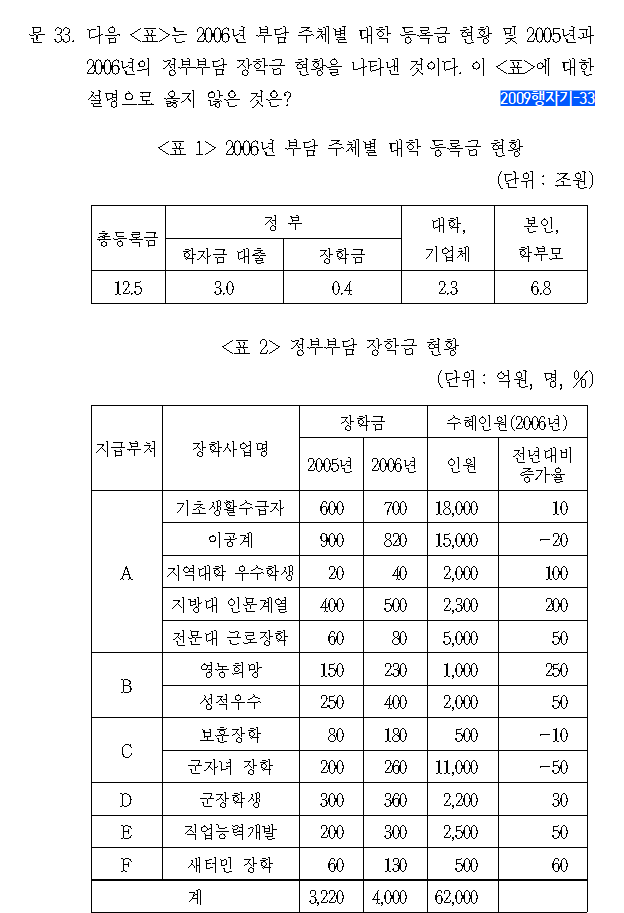 문 33. 다음 <표>는 2006년 부담 주체별 대학 등록금 현황 및 2005년과
2006년의 정부부담 장학금 현황을 나타낸 것이다. 이 <표>에 대한
설명으로 옳지 않은 것은? 2009행자기-33
<표 1> 2006년 부담 주체별 대학 등록금 현황
(단위 : 조원)
총등록금 정 부 대학, 기업체 본인, 학부모
학자금 대출 장학금
12.5 3.0 0.4 2.3 6.8
<표 2> 정부부담 장학금 현황
(단위 : 억원, 명, %)
지급부처 장학사업명 장학금 수혜인원(2006년)
2005년 2006년 인원 전년대비 증가율
A 기초생활수급자 600 700 18,000 10
이공계 900 820 15,000 -20
지역대학 우수학생 20 40 2,000 100
지방대 인문계열 400 500 2,300 200
전문대 근로장학 60 80 5,000 50
B 영농희망 150 230 1,000 250
성적우수 250 400 2,000 50
C 보훈장학 80 180 500 -10
군자녀 장학 200 260 11,000 -50
D 군장학생 300 360 2,200 30
E 직업능력개발 200 300 2,500 50
F 새터민 장학 60 130 500 60
계 3,220 4,000 62,000